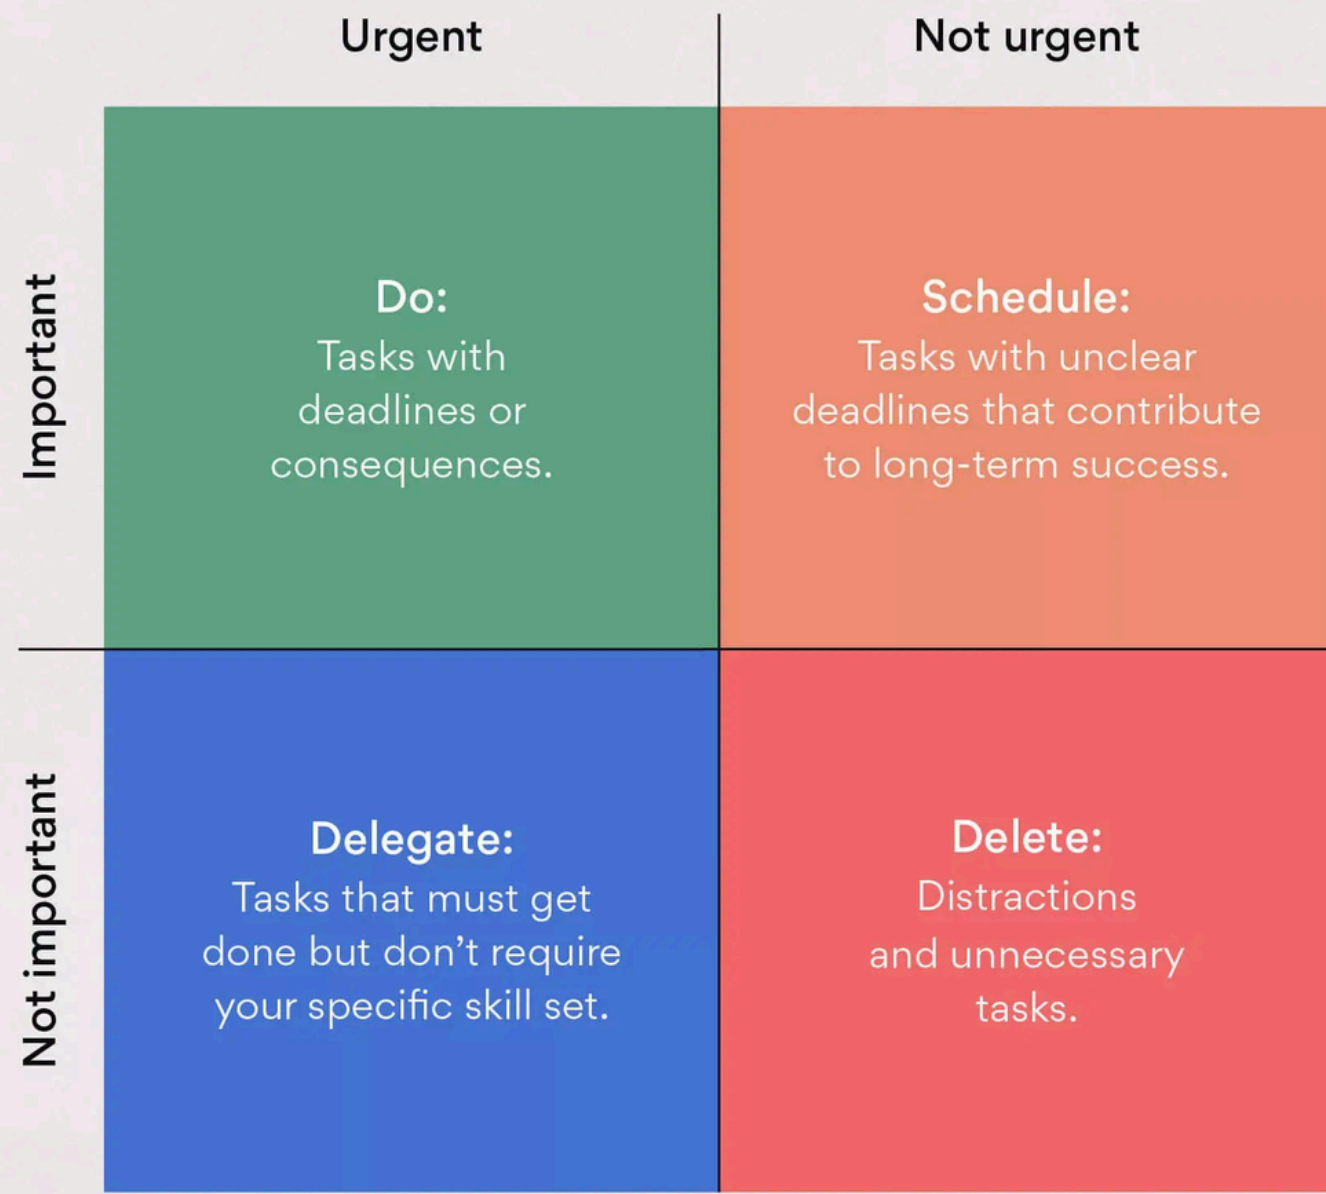 Urgent
Not urgent
Important
Do:
Tasks with
deadlines or
consequences.
Schedule:
Tasks with unclear
deadlines that contribute
to long-term success.
Not important
Delegate:
Tasks that must get
done but don’t require
your specific skill set.
Delete:
Distractions
and unnecessary
tasks.